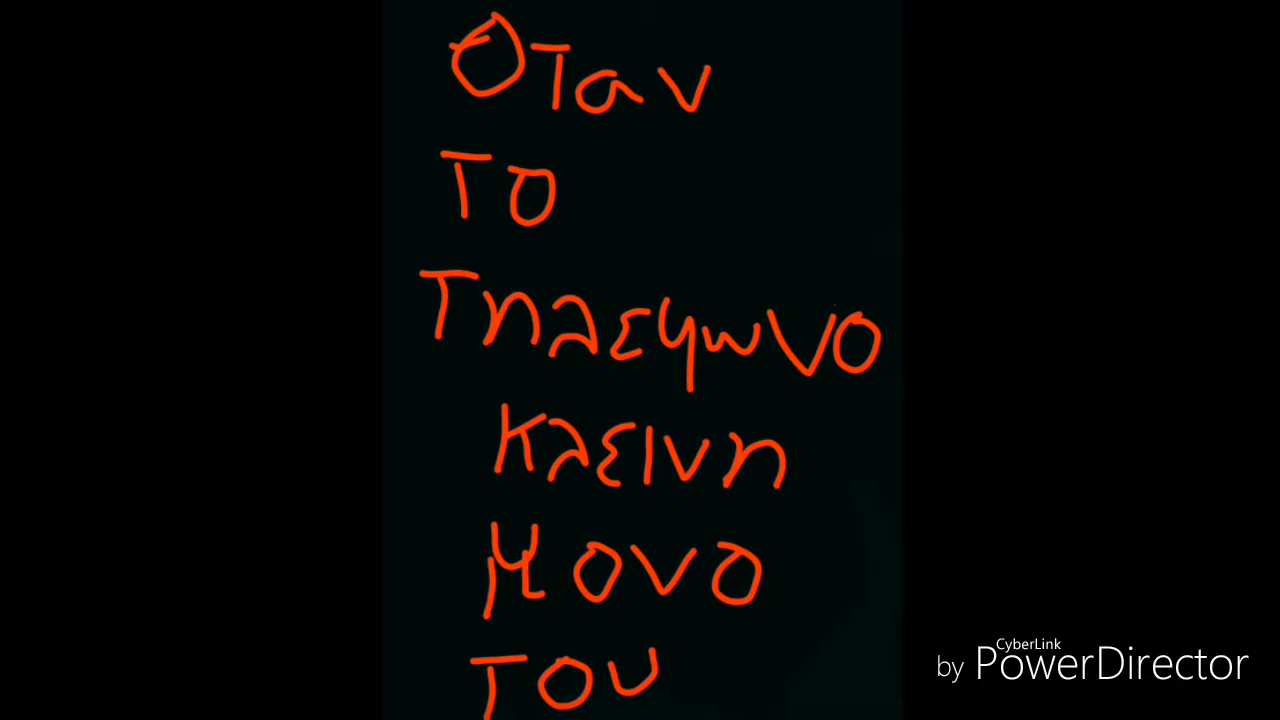 Οταν
Το
Τηλεφωνο
κλεινη
μονο
Του
CyberLink
by PowerDirector